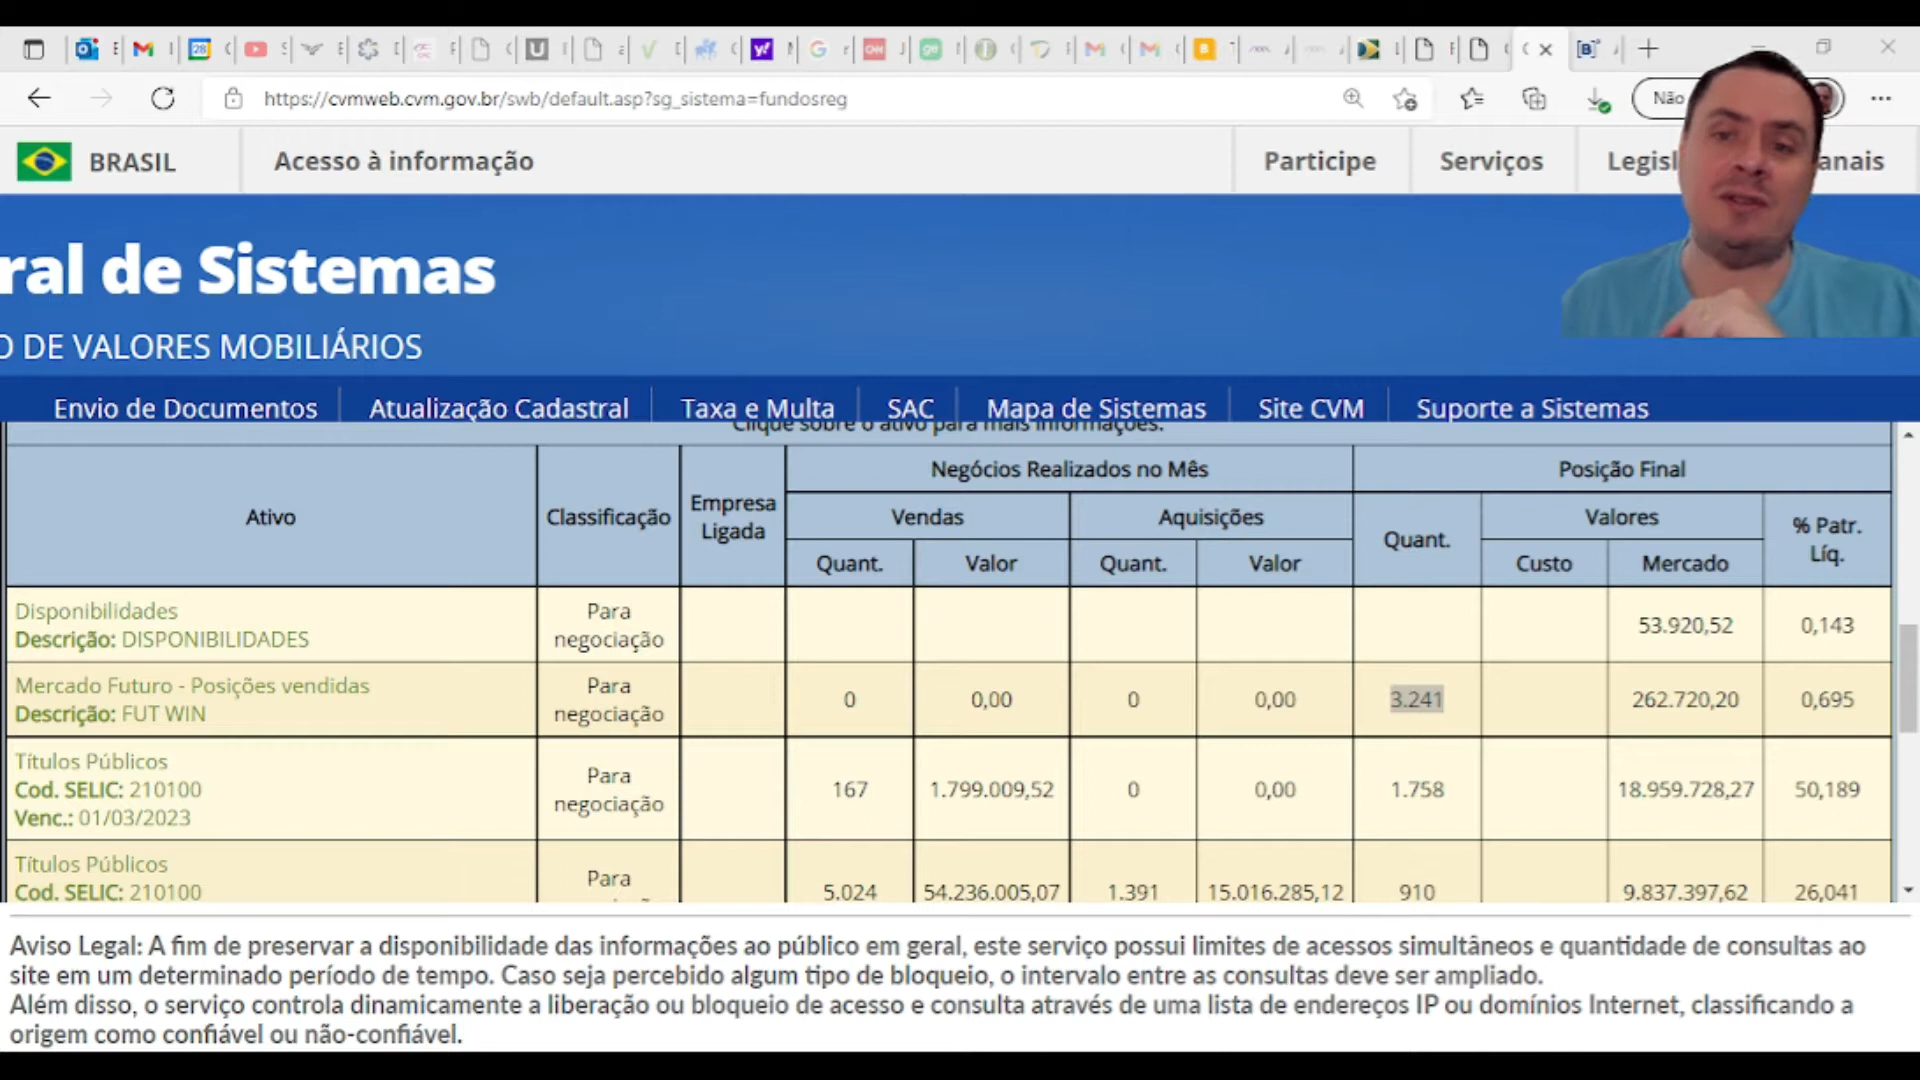 https://cvmweb.cvm.gov.br/swb/default.asp?sg_sistema=fundosreg
Não
BRASIL
Acesso à informação
Participe
Serviços
Legisl
anais
ral de Sistemas
O DE VALORES MOBILIÁRIOS
Envio de Documentos
Atualização Cadastral
Taxa e Multa
SAC
Mapa de Sistemas
Site CVM
Suporte a Sistemas
Clique sobre o ativo para mais informações.
Ativo
Classificação
Empresa
Ligada
Negócios Realizados no Mês
Posição Final
Vendas
Aquisições
Quant.
Valores
% Patr.
Líq.
Quant.
Valor
Quant.
Valor
Custo
Mercado
Disponibilidades
Descrição: DISPONIBILIDADES
Para
negociação
53.920,52
0,143
Mercado Futuro - Posições vendidas
Descrição: FUT WIN
Para
negociação
0
0,00
0
0,00
3.241
262.720,20
0,695
Títulos Públicos
Cod. SELIC: 210100
Venc.: 01/03/2023
Para
negociação
167
1.799.009,52
0
0,00
1.758
18.959.728,27
50,189
Títulos Públicos
Cod. SELIC: 210100
Para
5.024
54.236.005,07
1.391
15.016.285,12
910
9.837.397,62
26,041
Aviso Legal: A fim de preservar a disponibilidade das informações ao público em geral, este serviço possui limites de acessos simultâneos e quantidade de consultas ao
site em um determinado período de tempo. Caso seja percebido algum tipo de bloqueio, o intervalo entre as consultas deve ser ampliado.
Além disso, o serviço controla dinamicamente a liberação ou bloqueio de acesso e consulta através de uma lista de endereços IP ou domínios Internet, classificando a
origem como confiável ou não-confiável.